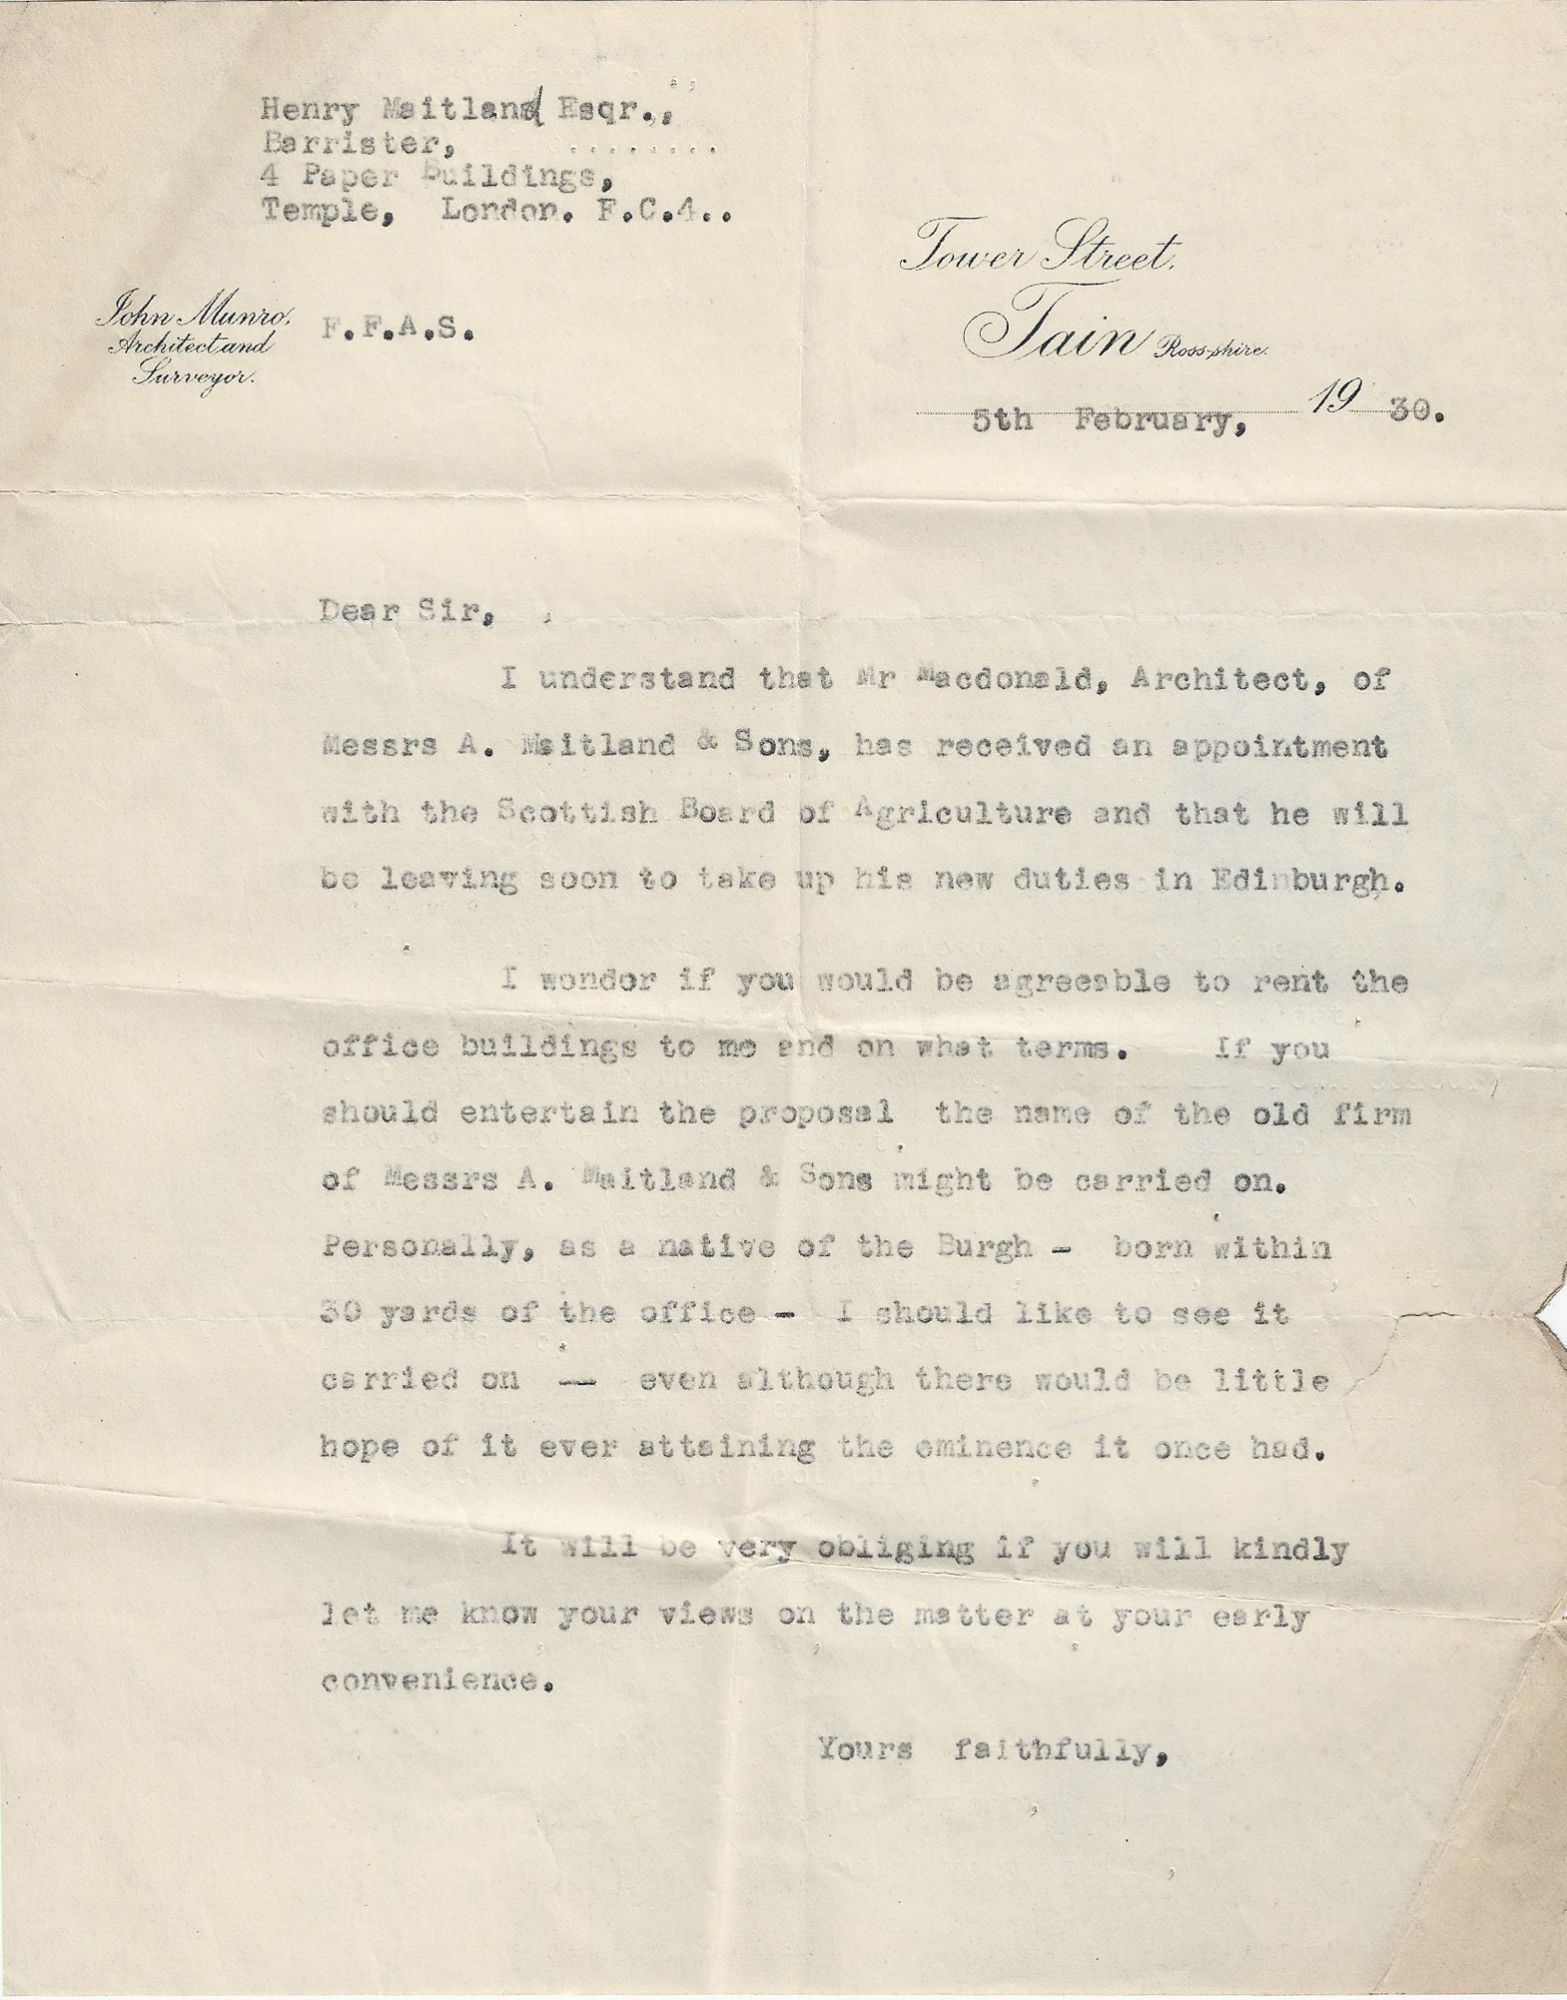 Henry Maitland Esqr.,
Barrister, ........
4 Paper Buildings,
Temple, London. E.C.4..
Tower Street.
Tain Ross-shire.
John Munro.
Architect and
Surveyor.
F.F.A.S.
5th February, 19 30.
Dear Sir,
I understand that Mr Macdonald, Architect, of
Messrs A. Maitland & Sons, has received an appointment
with the Scottish Board of Agriculture and that he will
be leaving soon to take up his new duties in Edinburgh.
I wonder if you would be agreeable to rent the
office buildings to me and on what terms. If you
should entertain the proposal the name of the old firm
of Messrs A. Maitland & Sons might be carried on.
Personally, as a native of the Burgh - born within
30 yards of the office - I should like to see it
carried on -- even although there would be little
hope of it ever attaining the eminence it once had.
It will be very obliging if you will kindly
let me know your views on the matter at your early
convenience.
Yours faithfully,